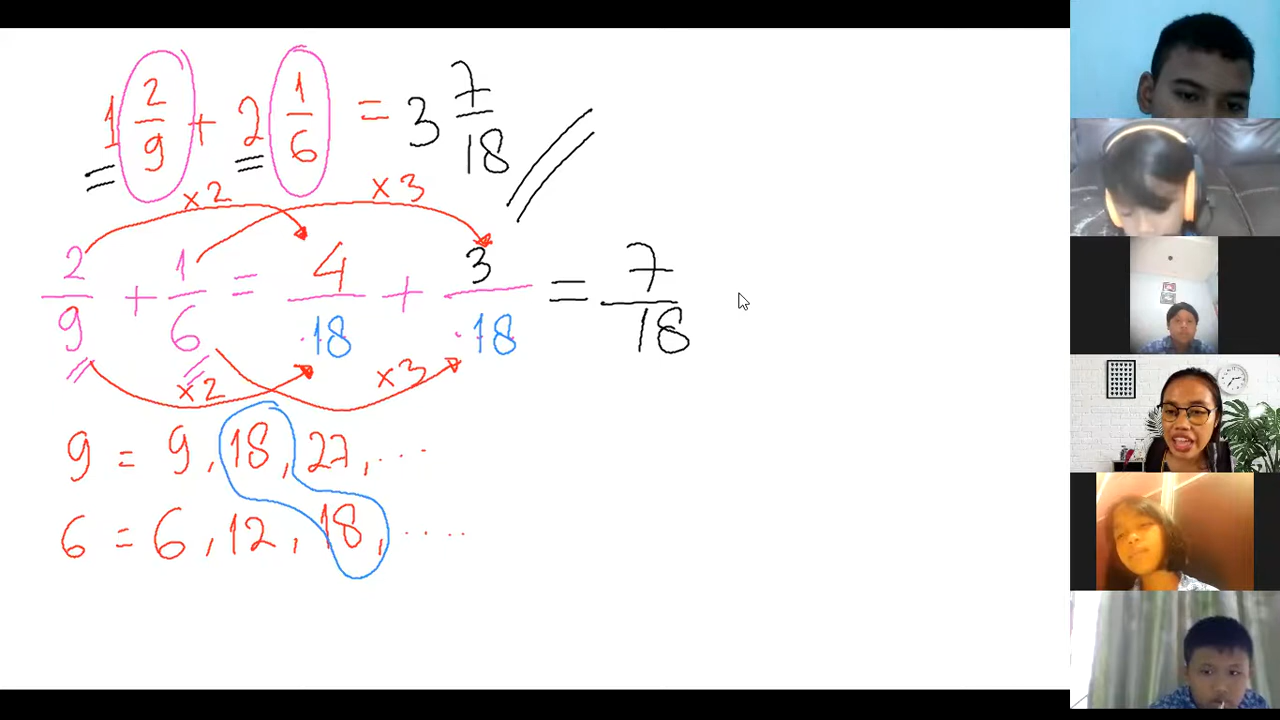 1 2/9 + 2 1/6 = 3 7/18
×2 ×3
2/9 + 1/6 = 4/18 + 3/18 = 7/18
×2 ×3
9 = 9, 18, 27, ...
6 = 6, 12, 18, ....